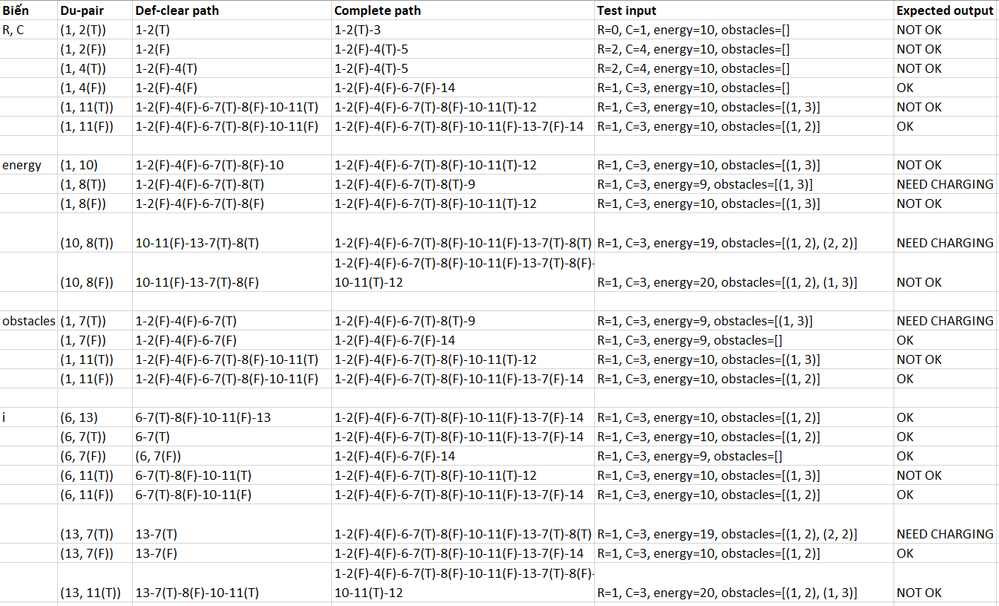 Biến Du-pair Def-clear path Complete path Test input Expected output
R, C (1, 2(T)) 1-2(T) 1-2(T)-3 R=0, C=1, energy=10, obstacles=[] NOT OK
(1, 2(F)) 1-2(F) 1-2(F)-4(T)-5 R=2, C=4, energy=10, obstacles=[] NOT OK
(1, 4(T)) 1-2(F)-4(T) 1-2(F)-4(T)-5 R=2, C=4, energy=10, obstacles=[] NOT OK
(1, 4(F)) 1-2(F)-4(F) 1-2(F)-4(F)-6-7(F)-14 R=1, C=3, energy=10, obstacles=[] OK
(1, 11(T)) 1-2(F)-4(F)-6-7(T)-8(F)-10-11(T) 1-2(F)-4(F)-6-7(T)-8(F)-10-11(T)-12 R=1, C=3, energy=10, obstacles=[(1, 3)] NOT OK
(1, 11(F)) 1-2(F)-4(F)-6-7(T)-8(F)-10-11(F) 1-2(F)-4(F)-6-7(T)-8(F)-10-11(F)-13-7(F)-14 R=1, C=3, energy=10, obstacles=[(1, 2)] OK
energy (1, 10) 1-2(F)-4(F)-6-7(T)-8(F)-10 1-2(F)-4(F)-6-7(T)-8(F)-10-11(T)-12 R=1, C=3, energy=10, obstacles=[(1, 3)] NOT OK
(1, 8(T)) 1-2(F)-4(F)-6-7(T)-8(T) 1-2(F)-4(F)-6-7(T)-8(T)-9 R=1, C=3, energy=9, obstacles=[(1, 3)] NEED CHARGING
(1, 8(F)) 1-2(F)-4(F)-6-7(T)-8(F) 1-2(F)-4(F)-6-7(T)-8(F)-10-11(T)-12 R=1, C=3, energy=10, obstacles=[(1, 3)] NOT OK
(10, 8(T)) 10-11(F)-13-7(T)-8(T) 1-2(F)-4(F)-6-7(T)-8(F)-10-11(F)-13-7(T)-8(T) R=1, C=3, energy=19, obstacles=[(1, 2), (2, 2)] NEED CHARGING
1-2(F)-4(F)-6-7(T)-8(F)-10-11(F)-13-7(T)-8(F)-
(10, 8(F)) 10-11(F)-13-7(T)-8(F) 10-11(T)-12 R=1, C=3, energy=20, obstacles=[(1, 2), (1, 3)] NOT OK
obstacles (1, 7(T)) 1-2(F)-4(F)-6-7(T) 1-2(F)-4(F)-6-7(T)-8(T)-9 R=1, C=3, energy=9, obstacles=[(1, 3)] NEED CHARGING
(1, 7(F)) 1-2(F)-4(F)-6-7(F) 1-2(F)-4(F)-6-7(F)-14 R=1, C=3, energy=9, obstacles=[] OK
(1, 11(T)) 1-2(F)-4(F)-6-7(T)-8(F)-10-11(T) 1-2(F)-4(F)-6-7(T)-8(F)-10-11(T)-12 R=1, C=3, energy=10, obstacles=[(1, 3)] NOT OK
(1, 11(F)) 1-2(F)-4(F)-6-7(T)-8(F)-10-11(F) 1-2(F)-4(F)-6-7(T)-8(F)-10-11(F)-13-7(F)-14 R=1, C=3, energy=10, obstacles=[(1, 2)] OK
i (6, 13) 6-7(T)-8(F)-10-11(F)-13 1-2(F)-4(F)-6-7(T)-8(F)-10-11(F)-13-7(F)-14 R=1, C=3, energy=10, obstacles=[(1, 2)] OK
(6, 7(T)) 6-7(T) 1-2(F)-4(F)-6-7(T)-8(F)-10-11(F)-13-7(F)-14 R=1, C=3, energy=10, obstacles=[(1, 2)] OK
(6, 7(F)) (6, 7(F)) 1-2(F)-4(F)-6-7(F)-14 R=1, C=3, energy=9, obstacles=[] OK
(6, 11(T)) 6-7(T)-8(F)-10-11(T) 1-2(F)-4(F)-6-7(T)-8(F)-10-11(T)-12 R=1, C=3, energy=10, obstacles=[(1, 3)] NOT OK
(6, 11(F)) 6-7(T)-8(F)-10-11(F) 1-2(F)-4(F)-6-7(T)-8(F)-10-11(F)-13-7(F)-14 R=1, C=3, energy=10, obstacles=[(1, 2)] OK
(13, 7(T)) 13-7(T) 1-2(F)-4(F)-6-7(T)-8(F)-10-11(F)-13-7(T)-8(T) R=1, C=3, energy=19, obstacles=[(1, 2), (2, 2)] NEED CHARGING
(13, 7(F)) 13-7(F) 1-2(F)-4(F)-6-7(T)-8(F)-10-11(F)-13-7(F)-14 R=1, C=3, energy=10, obstacles=[(1, 2)] OK
1-2(F)-4(F)-6-7(T)-8(F)-10-11(F)-13-7(T)-8(F)-
(13, 11(T)) 13-7(T)-8(F)-10-11(T) 10-11(T)-12 R=1, C=3, energy=20, obstacles=[(1, 2), (1, 3)] NOT OK